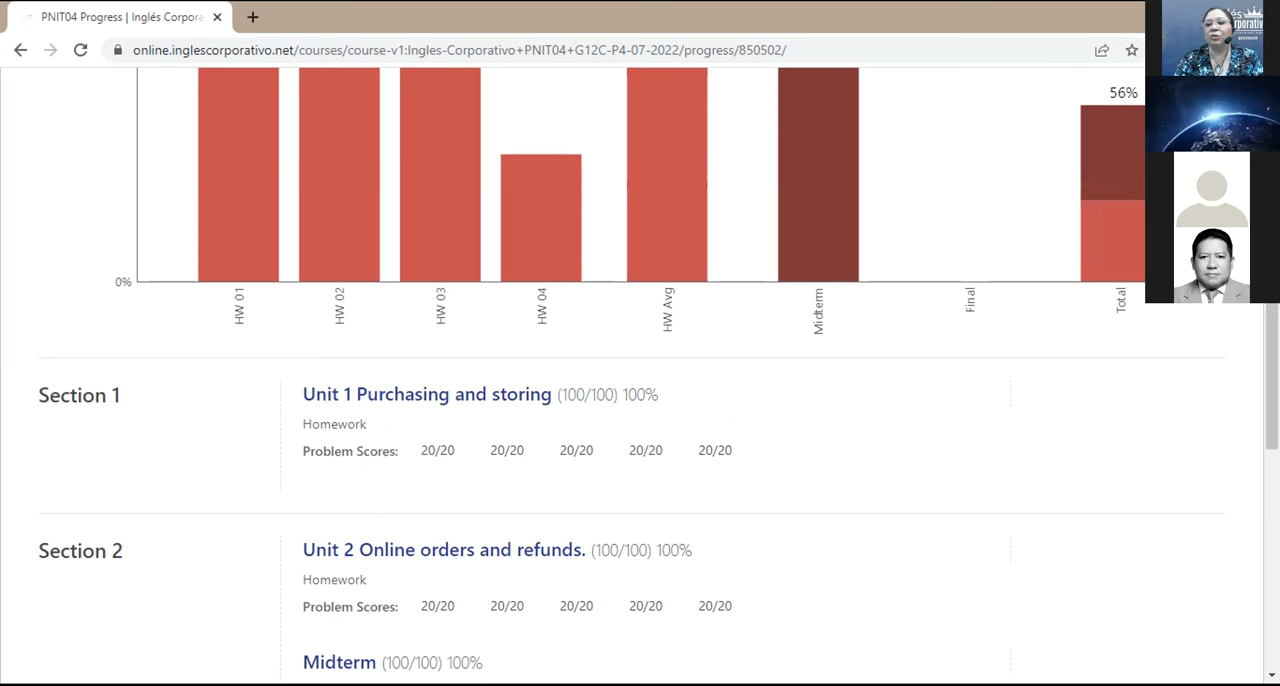 PNIT04 Progress | Inglés Corpora
online.inglescorporativo.net/courses/course-v1:Ingles-Corporativo+PNIT04+G12C-P4-07-2022/progress/850502/
56%
0%
HW 01
HW 02
HW 03
HW 04
HW Avg
Midterm
Final
Total
Section 1
Unit 1 Purchasing and storing (100/100) 100%
Homework
Problem Scores: 20/20 20/20 20/20 20/20 20/20
Section 2
Unit 2 Online orders and refunds. (100/100) 100%
Homework
Problem Scores: 20/20 20/20 20/20 20/20 20/20
Midterm (100/100) 100%